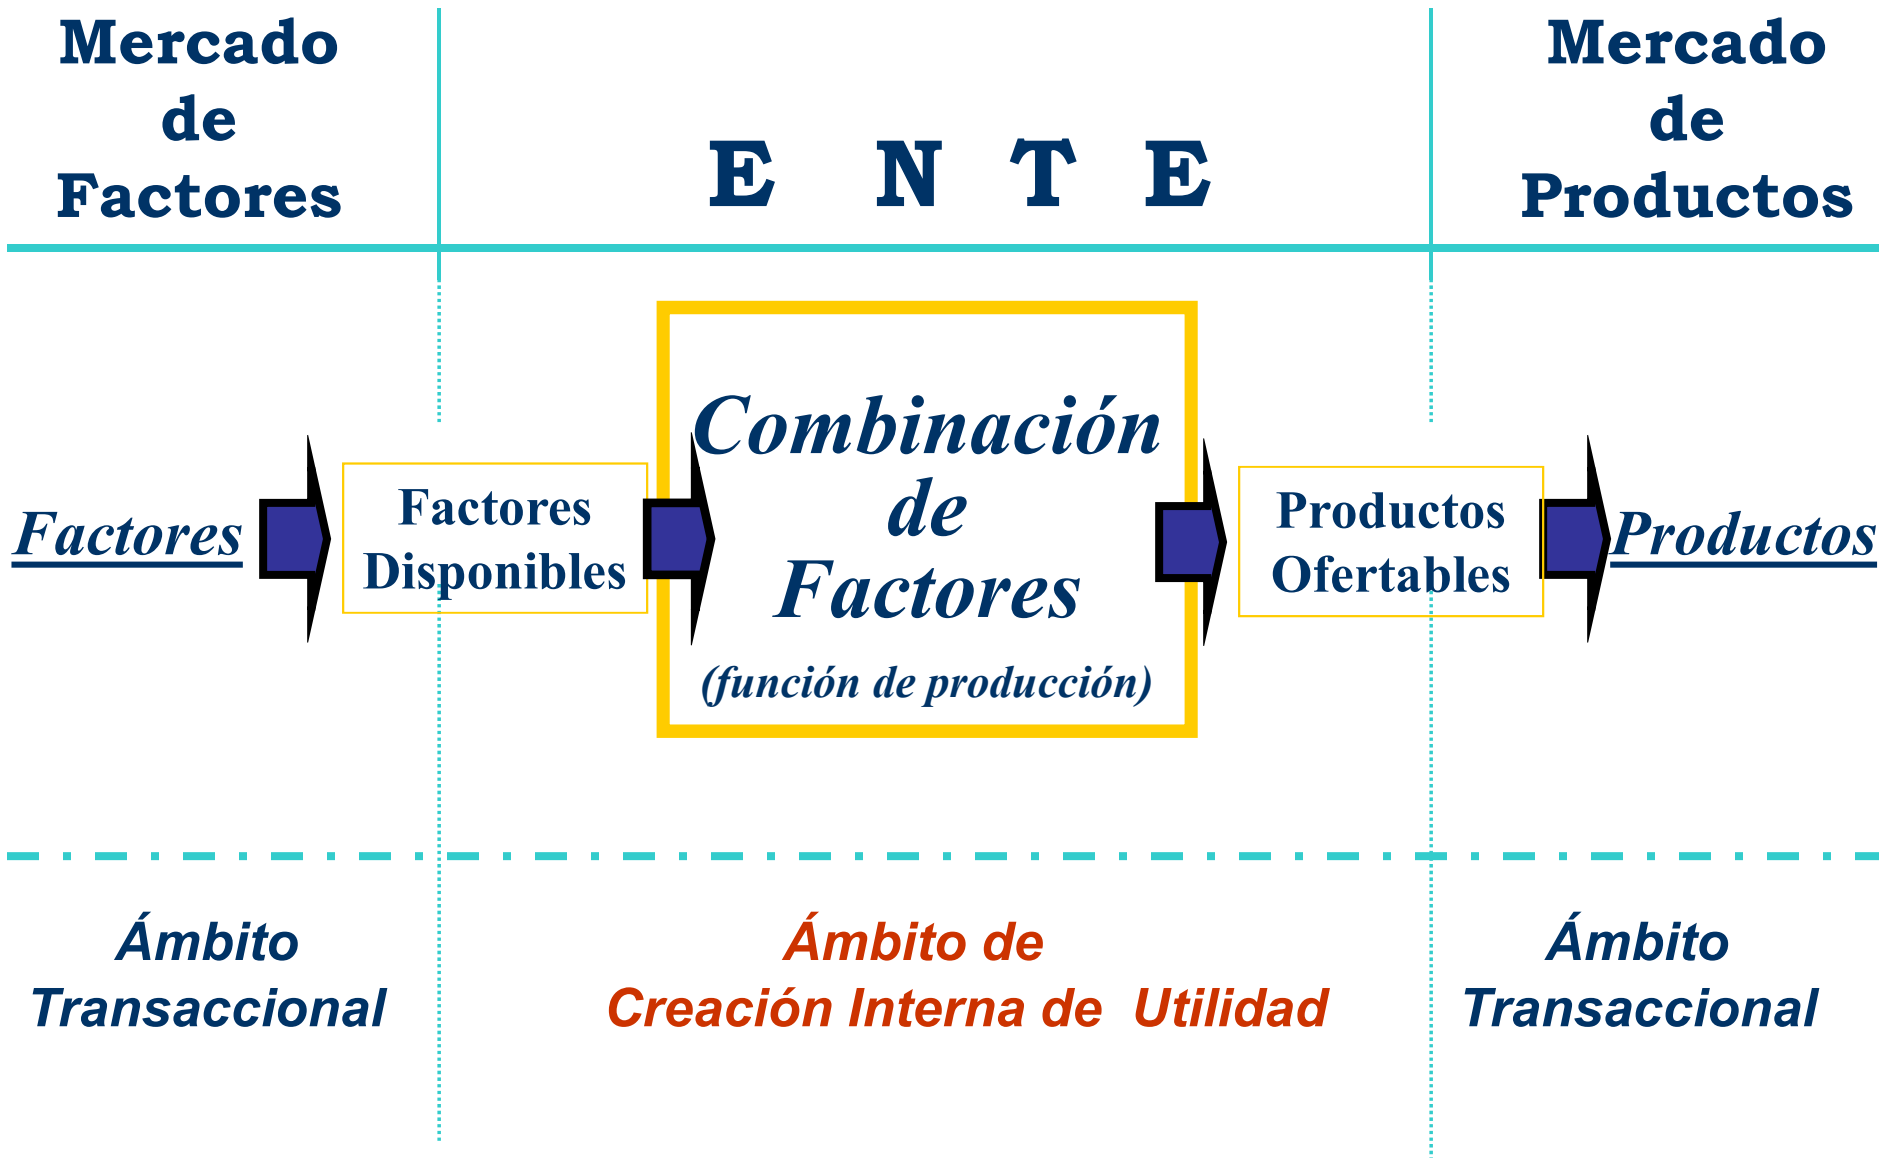 Mercado
de
Factores
E N T E
Mercado
de
Productos
Factores
Factores
Disponibles
Combinación
de
Factores
(función de producción)
Productos
Ofertables
Productos
Ámbito
Transaccional
Ámbito de
Creación Interna de Utilidad
Ámbito
Transaccional